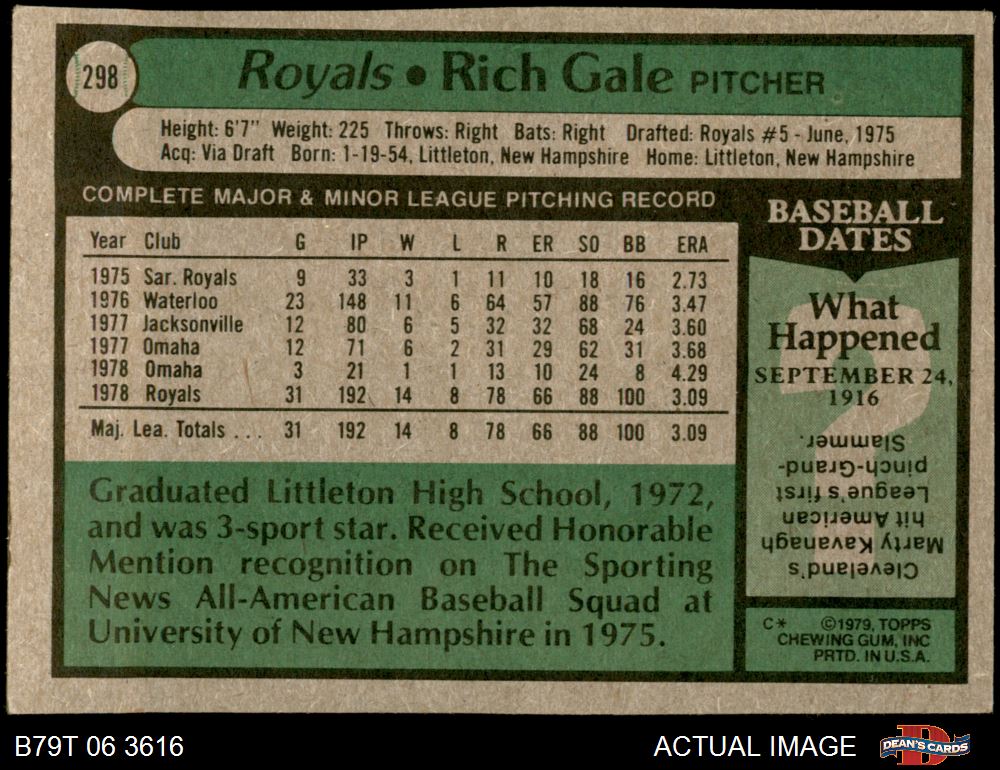 298
Royals • Rich Gale PITCHER
Height: 6'7" Weight: 225 Throws: Right Bats: Right Drafted: Royals #5 - June, 1975
Acq: Via Draft Born: 1-19-54, Littleton, New Hampshire Home: Littleton, New Hampshire
COMPLETE MAJOR & MINOR LEAGUE PITCHING RECORD
Year Club G IP W L R ER SO BB ERA
1975 Sar. Royals 9 33 3 1 11 10 18 16 2.73
1976 Waterloo 23 148 11 6 64 57 88 76 3.47
1977 Jacksonville 12 80 6 5 32 32 68 24 3.60
1977 Omaha 12 71 6 2 31 29 62 31 3.68
1978 Omaha 3 21 1 1 13 10 24 8 4.29
1978 Royals 31 192 14 8 78 66 88 100 3.09
Maj. Lea. Totals ... 31 192 14 8 78 66 88 100 3.09
Graduated Littleton High School, 1972,
and was 3-sport star. Received Honorable
Mention recognition on The Sporting
News All-American Baseball Squad at
University of New Hampshire in 1975.
BASEBALL
DATES
What
Happened
SEPTEMBER 24,
1916
Cleveland's
Marty Kavanagh
hit American
League's first
pinch-Grand-
Slammer.
C* ©1979, TOPPS
CHEWING GUM, INC
PRTD. IN U.S.A.
B79T 06 3616
ACTUAL IMAGE
D
DEAN'S CARDS